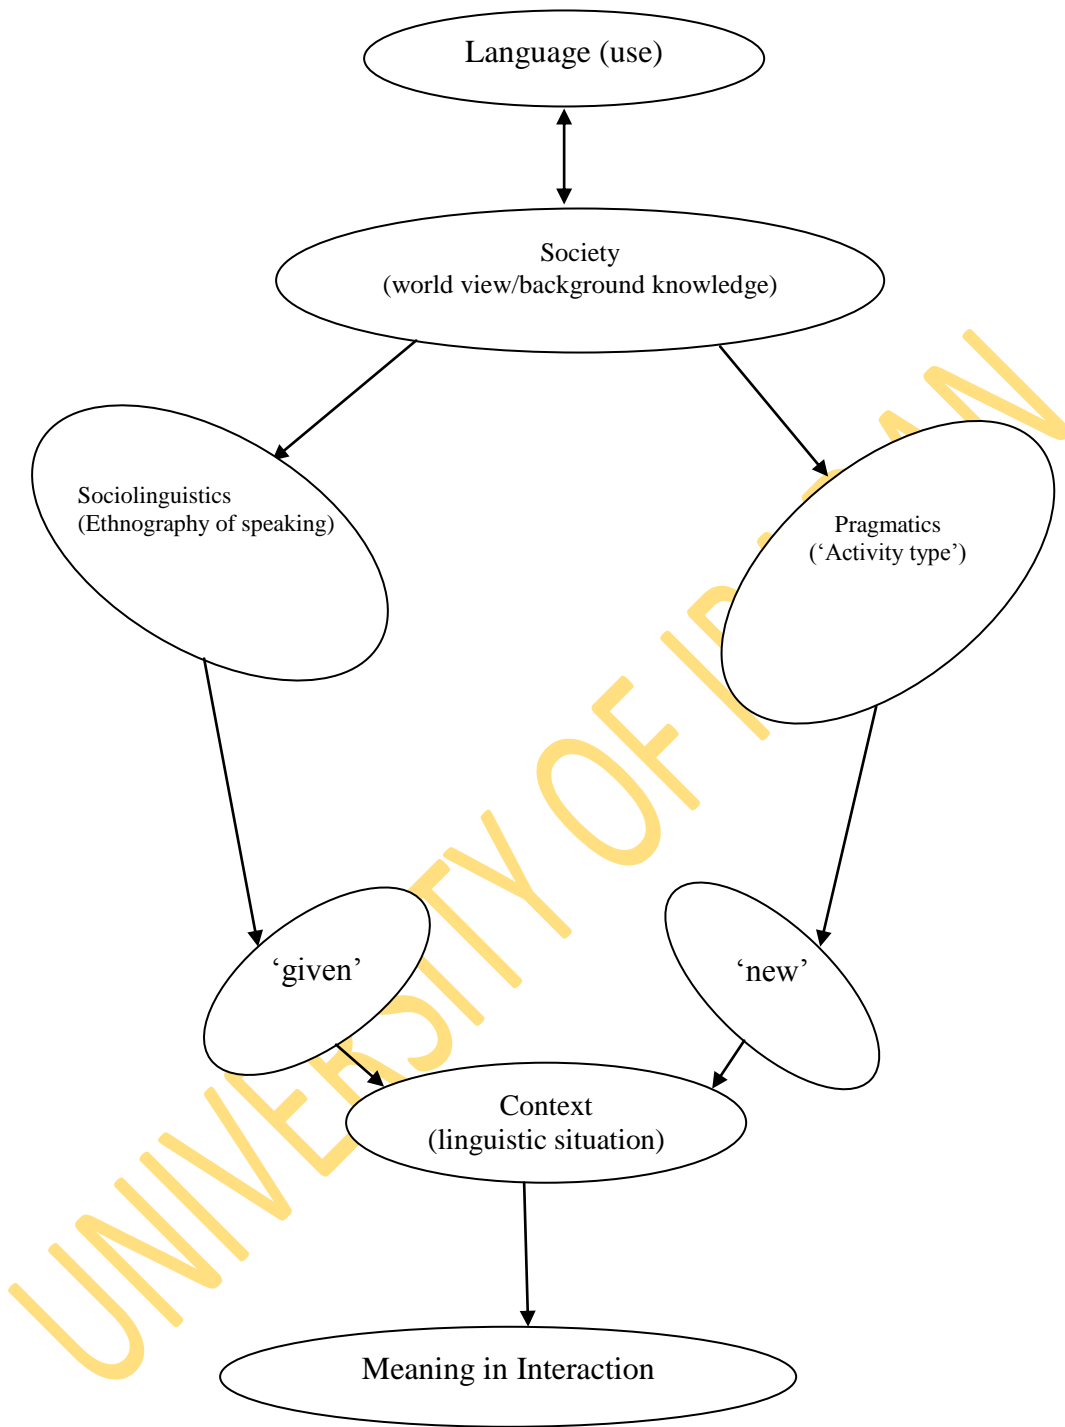 Language (use)
Society
(world view/background knowledge)
Sociolinguistics
(Ethnography of speaking)
Pragmatics
(‘Activity type’)
‘given’
‘new’
Context
(linguistic situation)
Meaning in Interaction
UNIVERSITY OF